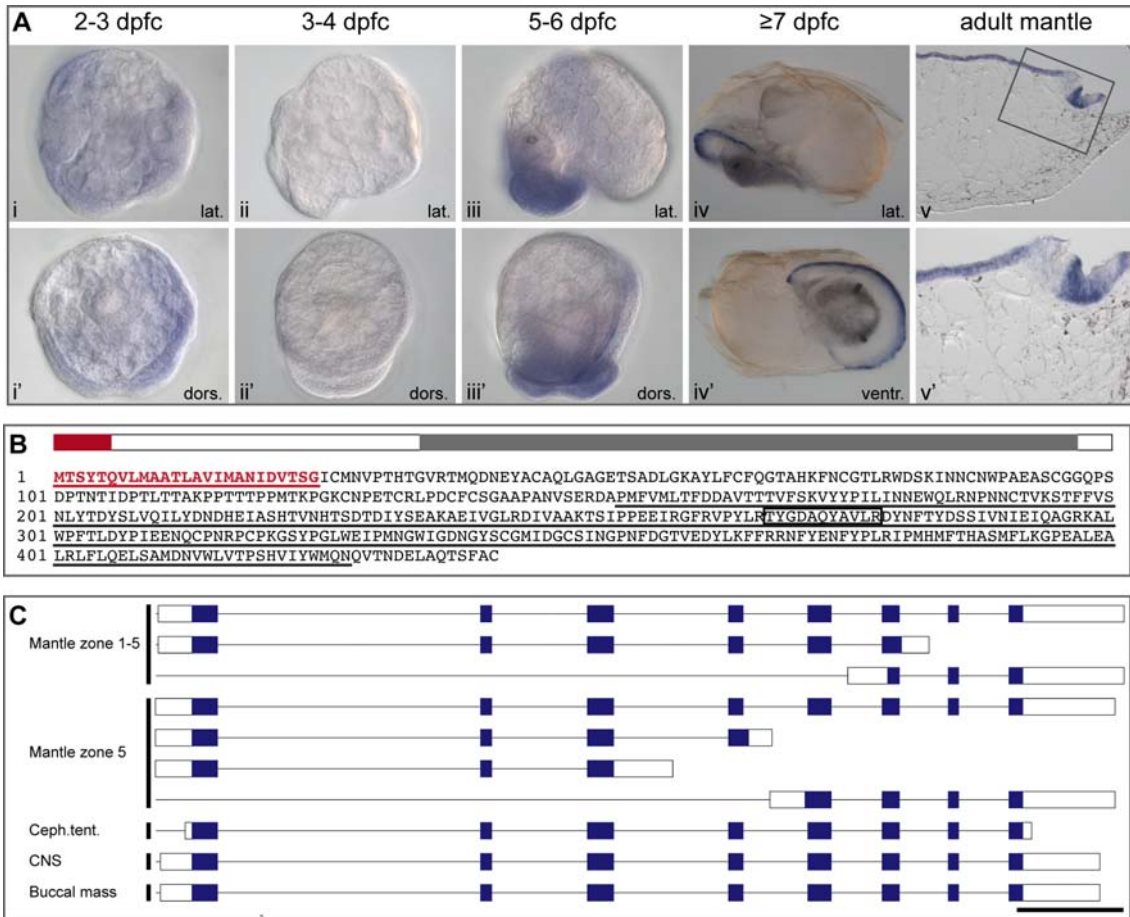 A 2-3 dpfc 3-4 dpfc 5-6 dpfc ≥7 dpfc adult mantle
i lat. ii lat. iii lat. iv lat. v
i' dors. ii' dors. iii' dors. iv' ventr. v'
B
1 MTSYTQVLMAATLAVIMANIDVTSGICMNVPTHTGVRTMQDNEYACAQLGAGETSADLGKAYLFCFQGTAHKFNCGTLRWDSKINNCNWPAEASCGGQPS
101 DPTNTIDPTLTTAKPPTTTPPMTKPGKCNPETCRLPDCFCSGAAPANVSERDAPMFVMLTFDDAVTTTVFSKVYYPILINNEWQLRNPNNCTVKSTFFVS
201 NLYTDYSLVQILYDNDHEIASHTVNHTSDTDIYSEAKAEIVGLRDIVAAKTSIPPEEIRGFRVPYLRTYGDAQYAVLRDYNFTYDSSIVNIEIQAGRKAL
301 WPFTLDYPIEENQCPNRPCPKGSYPGLWEIPMNGWIGDNGYSCGMIDGCSINGPNFDGTVEDYLKFFRRNFYENFYPLRIPMHMFTHASMFLKGPEALEA
401 LRLFLQELSAMDNVWLVTPSHVIYWMQNQVTNDELAQTSFAC
C
Mantle zone 1-5
Mantle zone 5
Ceph.tent.
CNS
Buccal mass